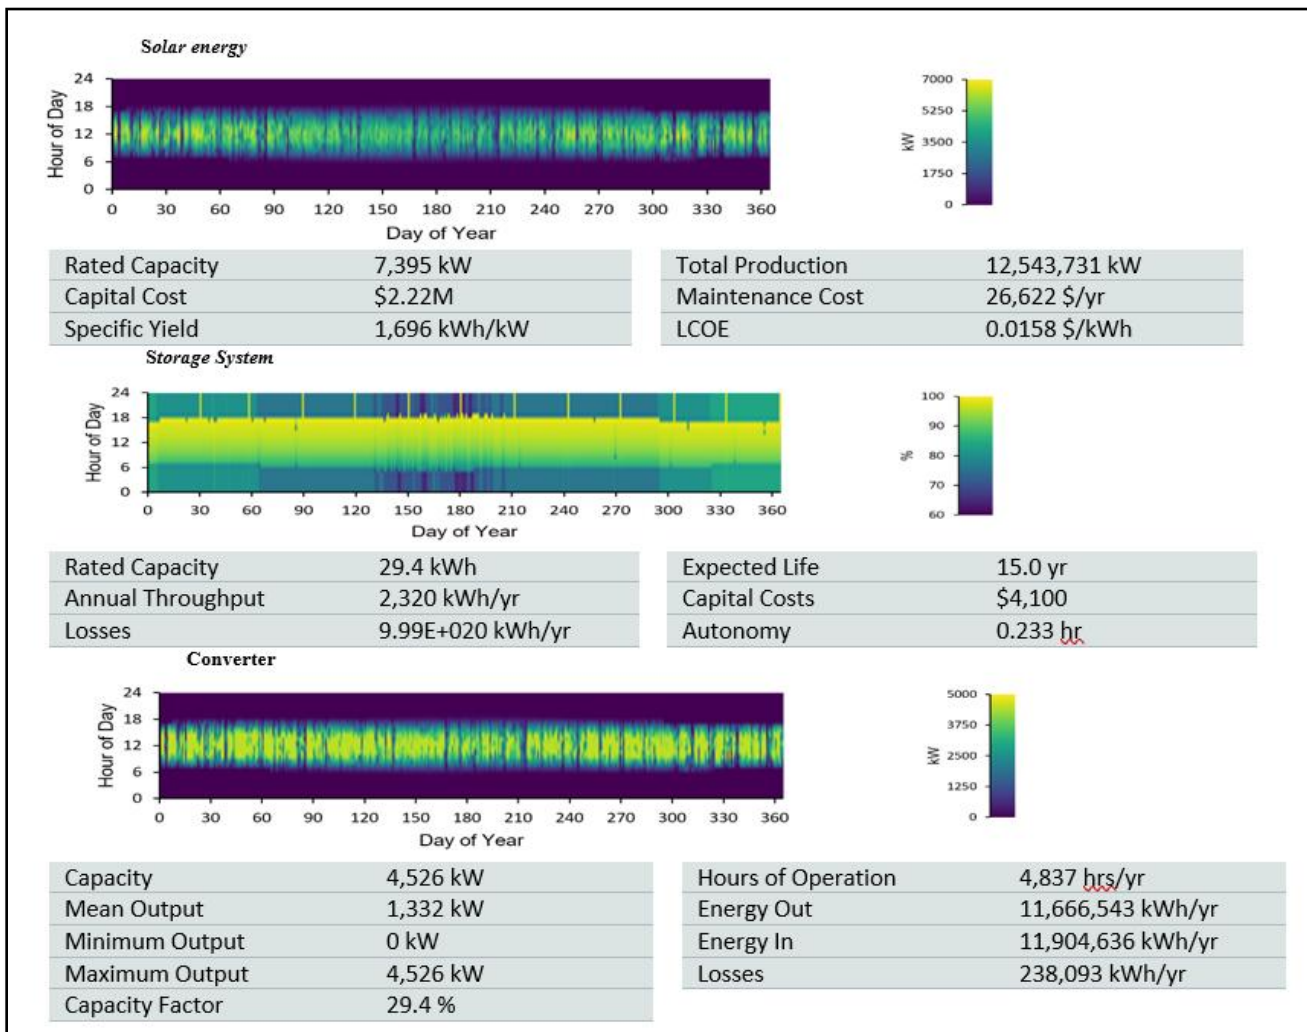 Solar energy
24
18
12
6
0
Hour of Day
0 30 60 90 120 150 180 210 240 270 300 330 360
Day of Year
7000
5250
3500
1750
0
kW
Rated Capacity 7,395 kW
Capital Cost $2.22M
Specific Yield 1,696 kWh/kW
Total Production 12,543,731 kW
Maintenance Cost 26,622 $/yr
LCOE 0.0158 $/kWh
Storage System
24
18
12
6
0
Hour of Day
0 30 60 90 120 150 180 210 240 270 300 330 360
Day of Year
100
90
80
70
60
%
Rated Capacity 29.4 kWh
Annual Throughput 2,320 kWh/yr
Losses 9.99E+020 kWh/yr
Expected Life 15.0 yr
Capital Costs $4,100
Autonomy 0.233 hr
Converter
24
18
12
6
0
Hour of Day
0 30 60 90 120 150 180 210 240 270 300 330 360
Day of Year
5000
3750
2500
1250
0
kW
Capacity 4,526 kW
Mean Output 1,332 kW
Minimum Output 0 kW
Maximum Output 4,526 kW
Capacity Factor 29.4 %
Hours of Operation 4,837 hrs/yr
Energy Out 11,666,543 kWh/yr
Energy In 11,904,636 kWh/yr
Losses 238,093 kWh/yr